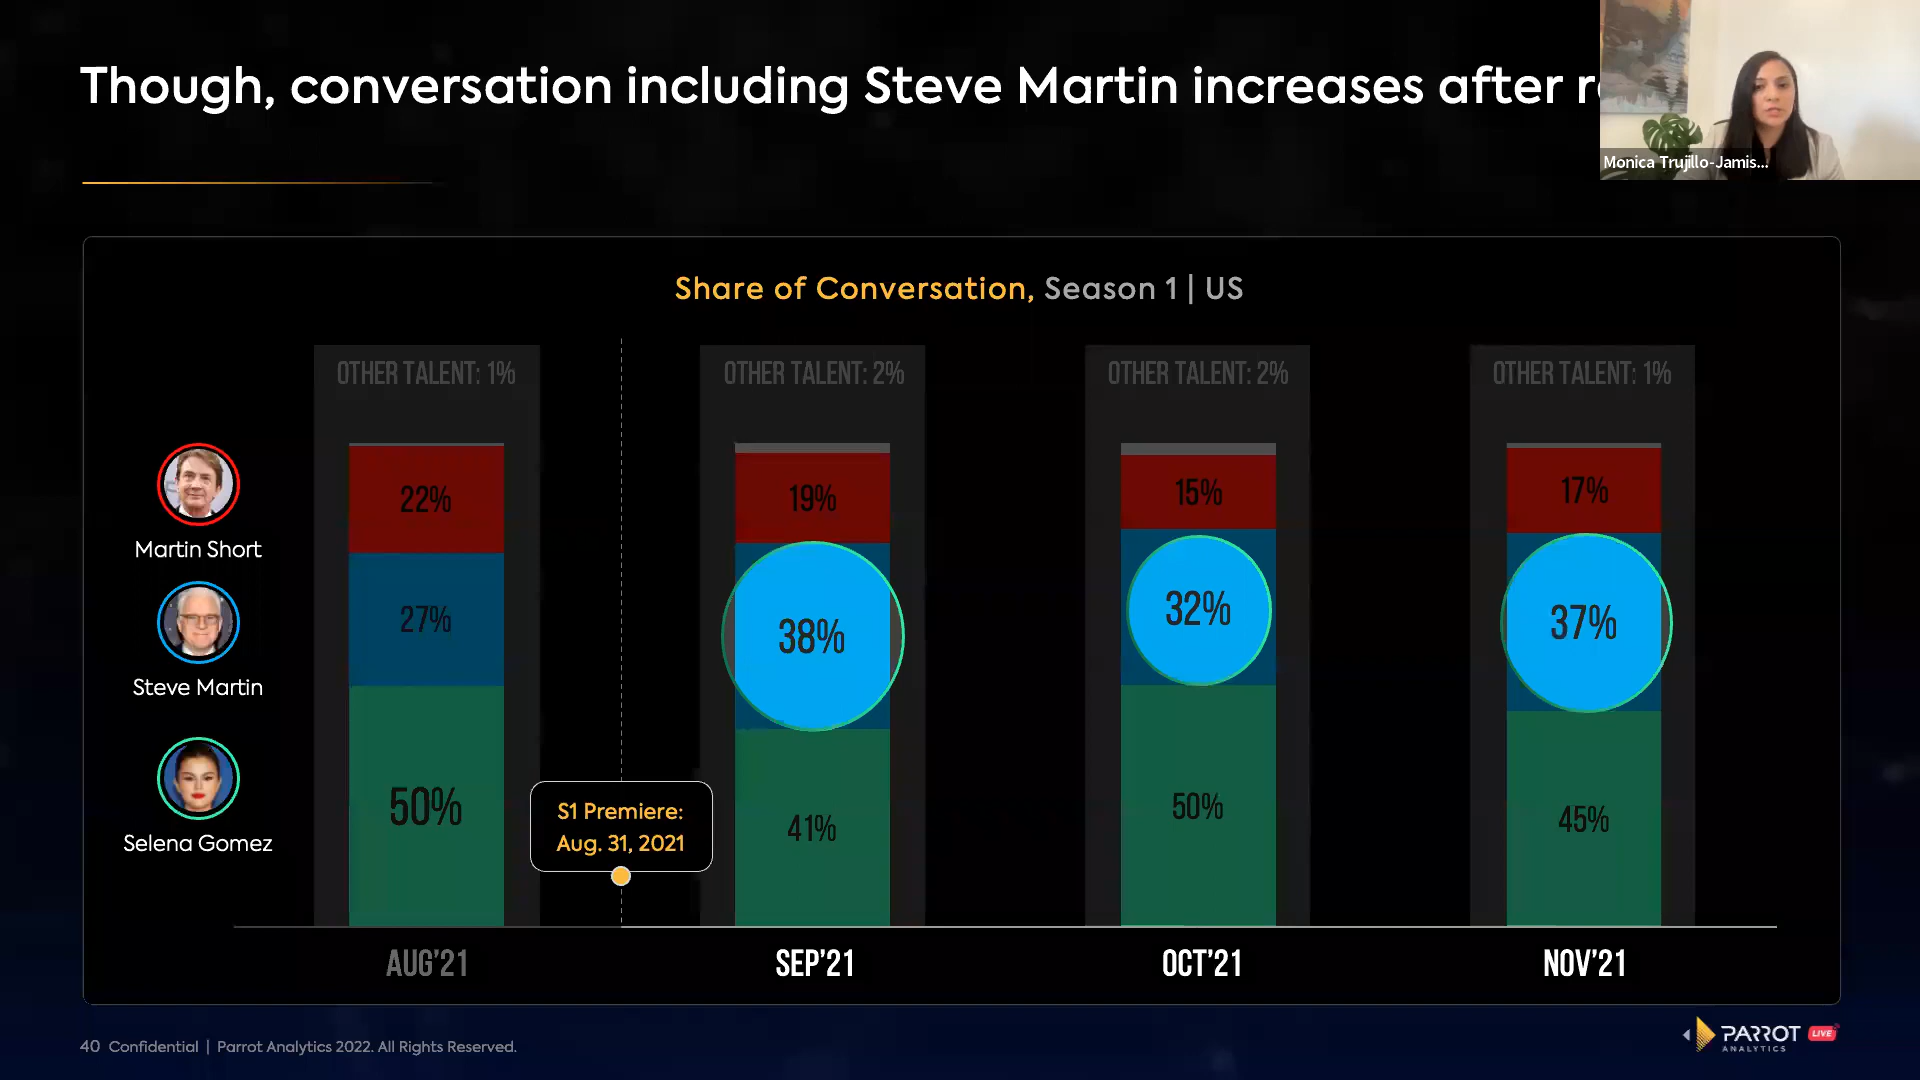 Though, conversation including Steve Martin increases after
Monica Trujillo-Jamis...
Share of Conversation, Season 1 | US
OTHER TALENT: 1%
OTHER TALENT: 2%
OTHER TALENT: 2%
OTHER TALENT: 1%
Martin Short
22%
19%
15%
17%
Steve Martin
27%
38%
32%
37%
Selena Gomez
50%
41%
50%
45%
S1 Premiere:
Aug. 31, 2021
AUG'21
SEP'21
OCT'21
NOV'21
40 Confidential | Parrot Analytics 2022. All Rights Reserved.
PARROT
ANALYTICS
LIVE